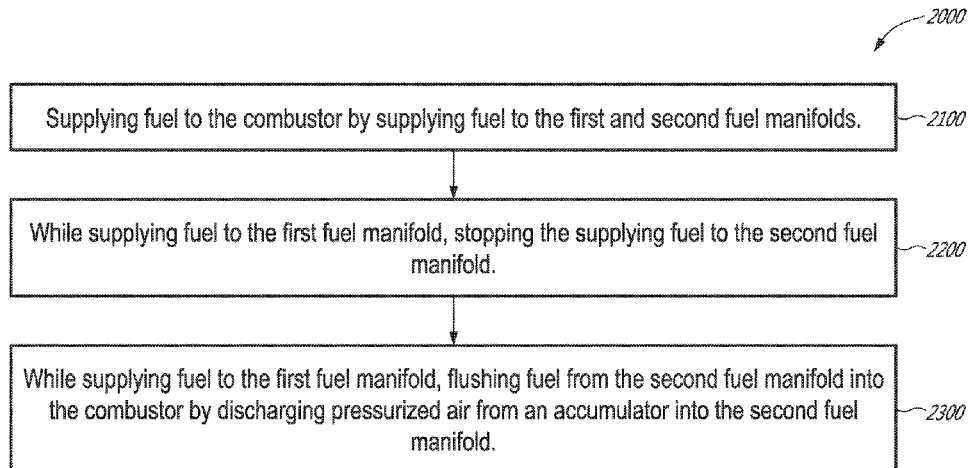 2000
Supplying fuel to the combustor by supplying fuel to the first and second fuel manifolds.
2100
While supplying fuel to the first fuel manifold, stopping the supplying fuel to the second fuel
manifold.
2200
While supplying fuel to the first fuel manifold, flushing fuel from the second fuel manifold into
the combustor by discharging pressurized air from an accumulator into the second fuel
manifold.
2300